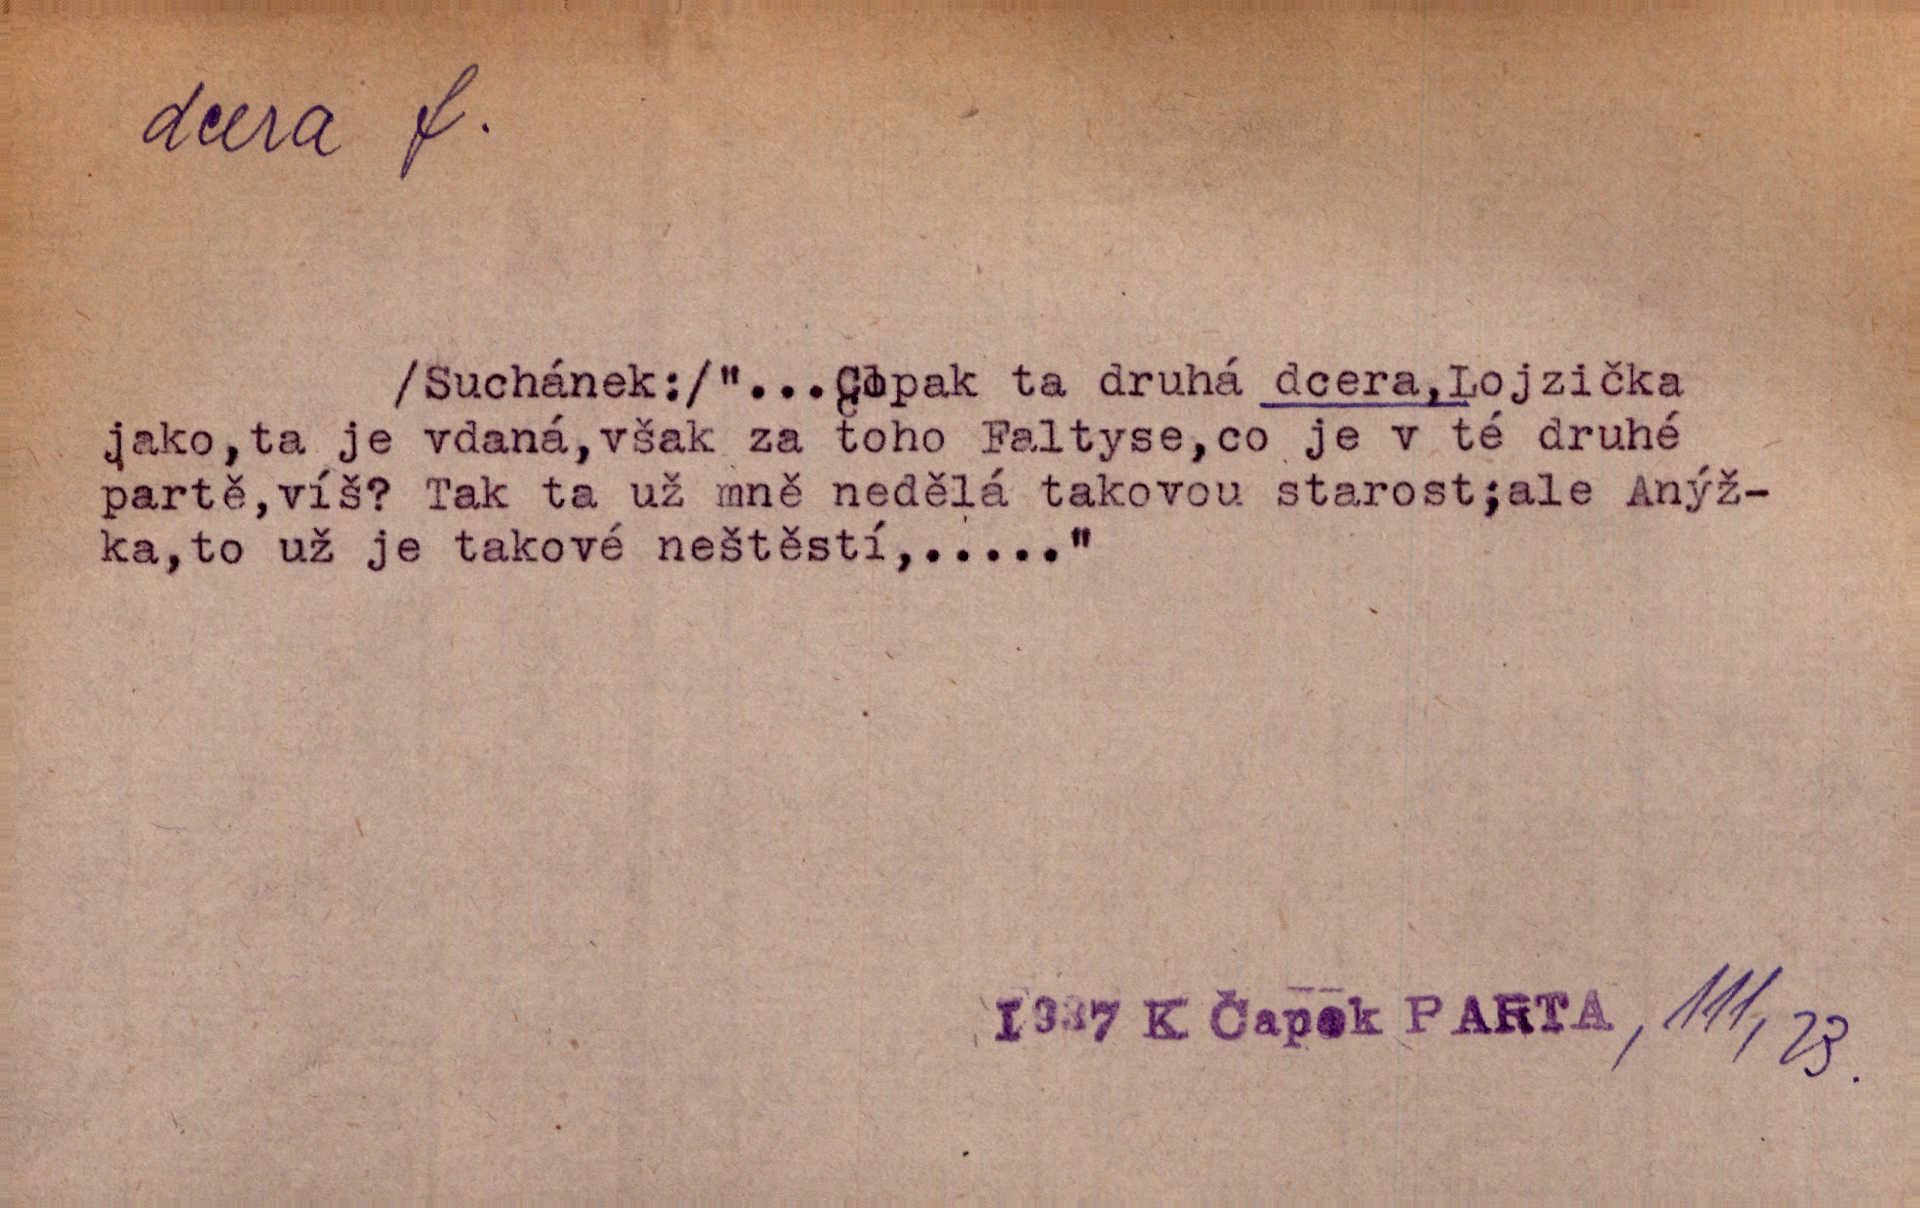 dcera f.
/Suchánek:/"...Copak ta druhá dcera,Lojzička
jako,ta je vdaná,však za toho Faltyse,co je v té druhé
partě,víš? Tak ta už mně nedělá takovou starost;ale Anýž-
ka,to už je takové neštěstí,....."
1937 K Čapek PARTA, 111, 23.